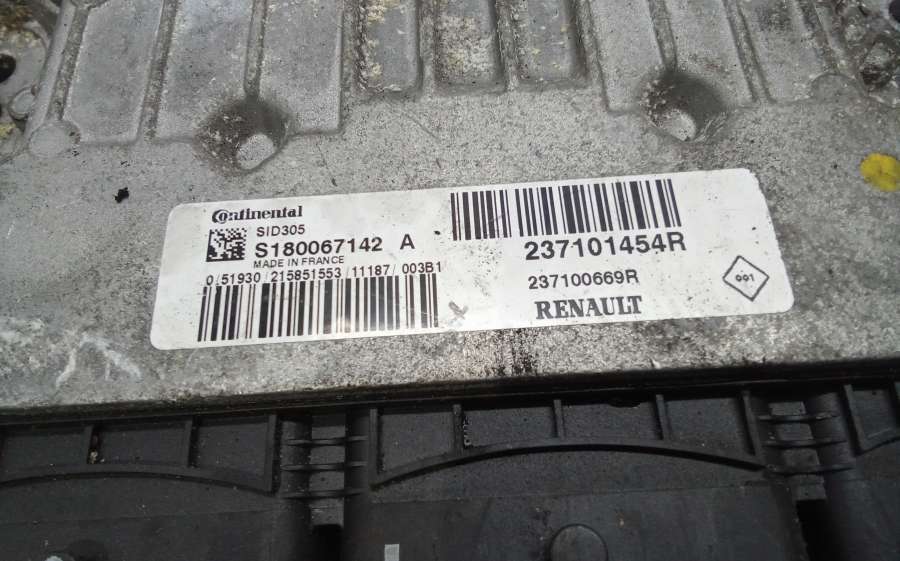 Continental
SID305
S180067142 A
MADE IN FRANCE
0/51930/215851553/11187/003B1
237101454R
237100669R
RENAULT
001